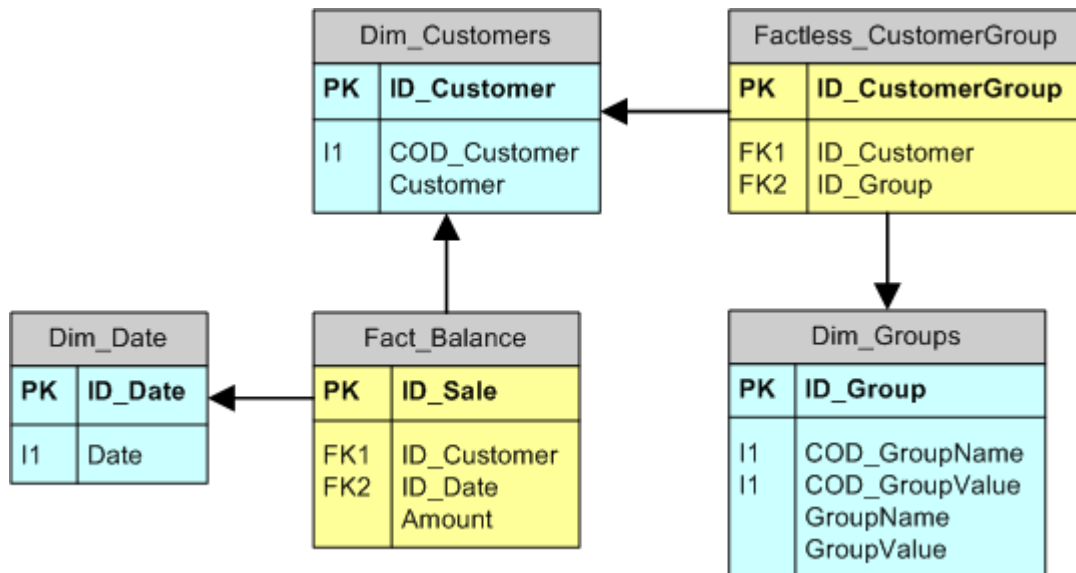 Dim_Customers
PK ID_Customer
I1 COD_Customer
Customer
Factless_CustomerGroup
PK ID_CustomerGroup
FK1 ID_Customer
FK2 ID_Group
Dim_Date
PK ID_Date
I1 Date
Fact_Balance
PK ID_Sale
FK1 ID_Customer
FK2 ID_Date
Amount
Dim_Groups
PK ID_Group
I1 COD_GroupName
I1 COD_GroupValue
GroupName
GroupValue